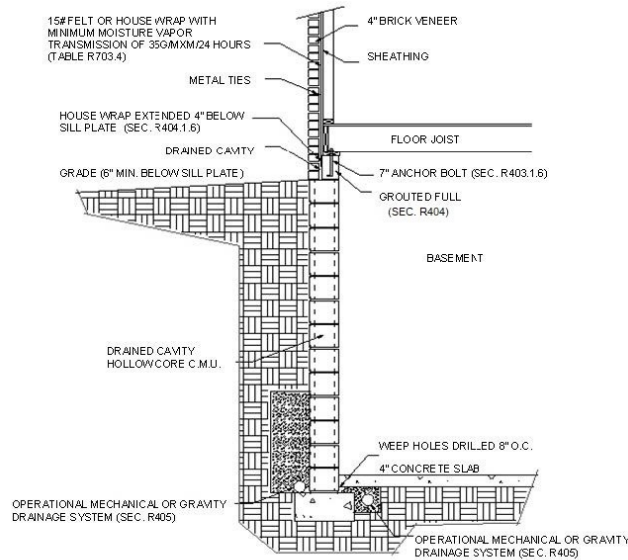 15# FELT OR HOUSE WRAP WITH
MINIMUM MOISTURE VAPOR
TRANSMISSION OF 35G/MXM/24 HOURS
(TABLE R703.4)
4" BRICK VENEER
SHEATHING
METAL TIES
HOUSE WRAP EXTENDED 4" BELOW
SILL PLATE (SEC. R404.1.6)
FLOOR JOIST
DRAINED CAVITY
GRADE (6" MIN. BELOW SILL PLATE)
7" ANCHOR BOLT (SEC. R403.1.6)
GROUTED FULL
(SEC. R404)
BASEMENT
DRAINED CAVITY
HOLLOW CORE C.M.U.
WEEP HOLES DRILLED 8" O.C.
4" CONCRETE SLAB
OPERATIONAL MECHANICAL OR GRAVITY
DRAINAGE SYSTEM (SEC. R405)
OPERATIONAL MECHANICAL OR GRAVITY
DRAINAGE SYSTEM (SEC. R405)